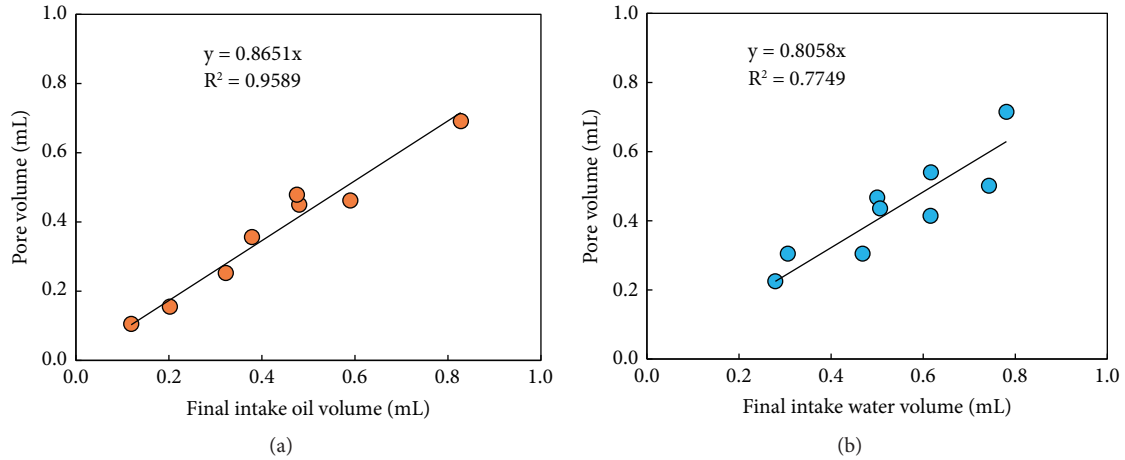 1.0
0.8
0.6
0.4
0.2
0.0
Pore volume (mL)
y = 0.8651x
R² = 0.9589
0.0 0.2 0.4 0.6 0.8 1.0
Final intake oil volume (mL)
(a)
1.0
0.8
0.6
0.4
0.2
0.0
Pore volume (mL)
y = 0.8058x
R² = 0.7749
0.0 0.2 0.4 0.6 0.8 1.0
Final intake water volume (mL)
(b)